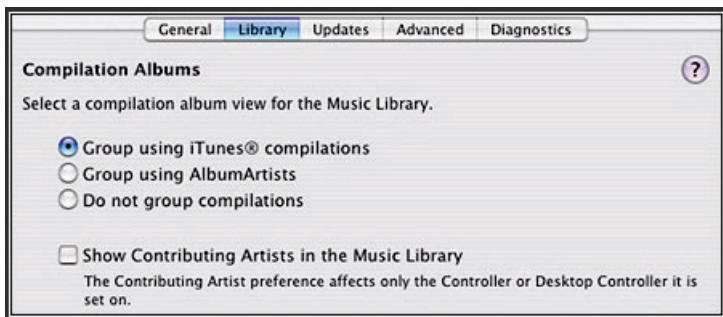 General Library Updates Advanced Diagnostics
Compilation Albums ?
Select a compilation album view for the Music Library.
Group using iTunes® compilations
Group using AlbumArtists
Do not group compilations
Show Contributing Artists in the Music Library
The Contributing Artist preference affects only the Controller or Desktop Controller it is
set on.